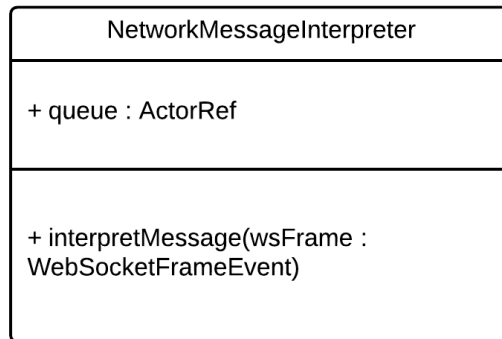 NetworkMessageInterpreter
+ queue : ActorRef
+ interpretMessage(wsFrame :
WebSocketFrameEvent)